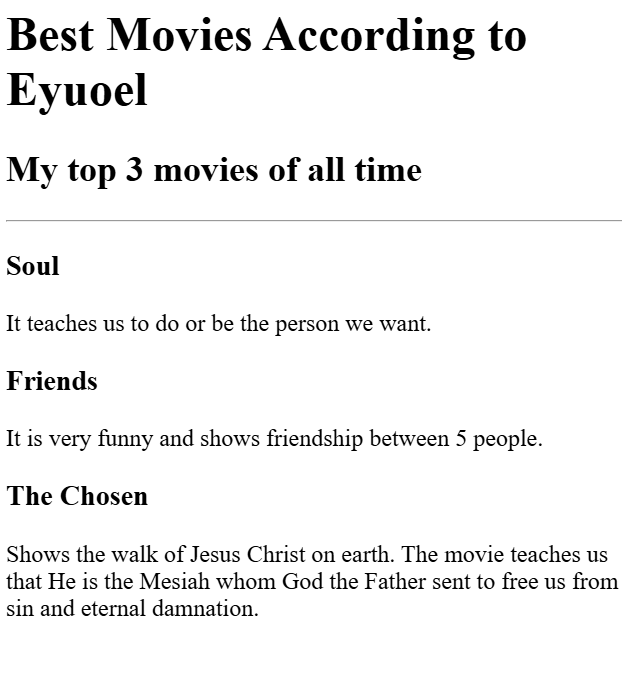 Best Movies According to
Eyuoel
My top 3 movies of all time
Soul
It teaches us to do or be the person we want.
Friends
It is very funny and shows friendship between 5 people.
The Chosen
Shows the walk of Jesus Christ on earth. The movie teaches us
that He is the Mesiah whom God the Father sent to free us from
sin and eternal damnation.